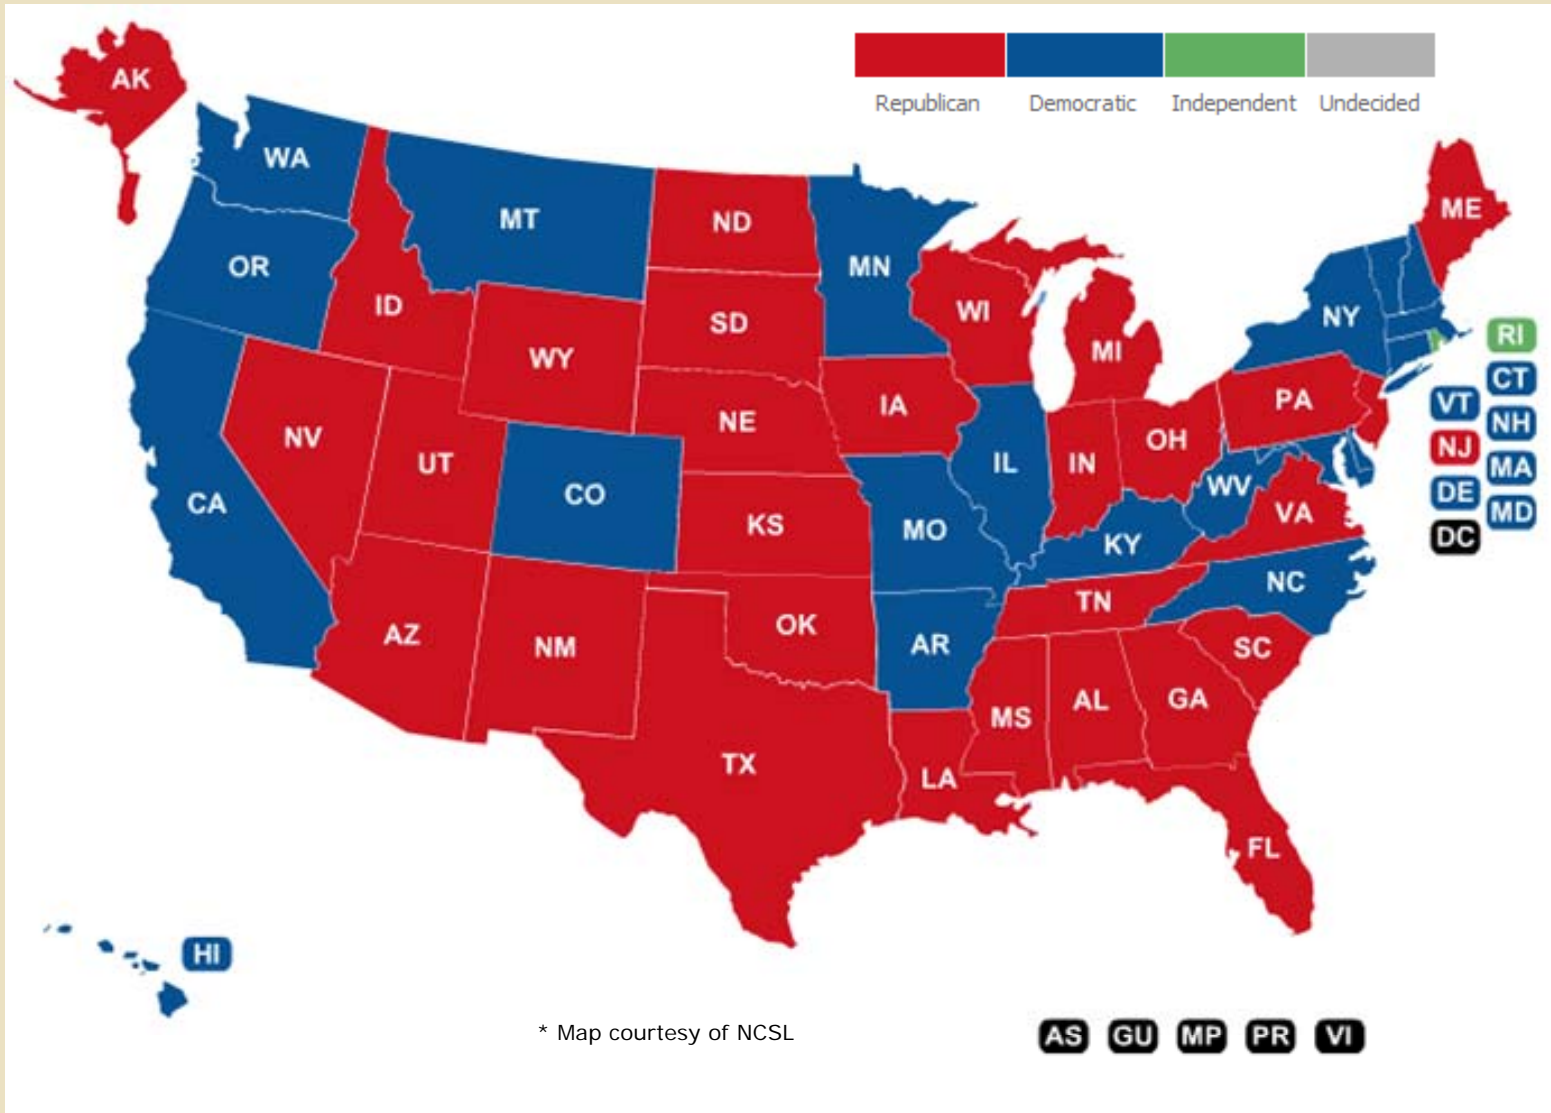 AK
Republican Democratic Independent Undecided
WA
MT
ND
ME
OR
MN
ID
SD
WI
NY
RI
WY
MI
CT
IA
PA
VT
NV
NE
NH
UT
OH
NJ
IL
IN
MA
CO
WV
DE
CA
KS
VA
MD
MO
KY
DC
NC
TN
AZ
OK
NM
AR
SC
MS
AL
GA
TX
LA
FL
HI
* Map courtesy of NCSL
AS GU MP PR VI